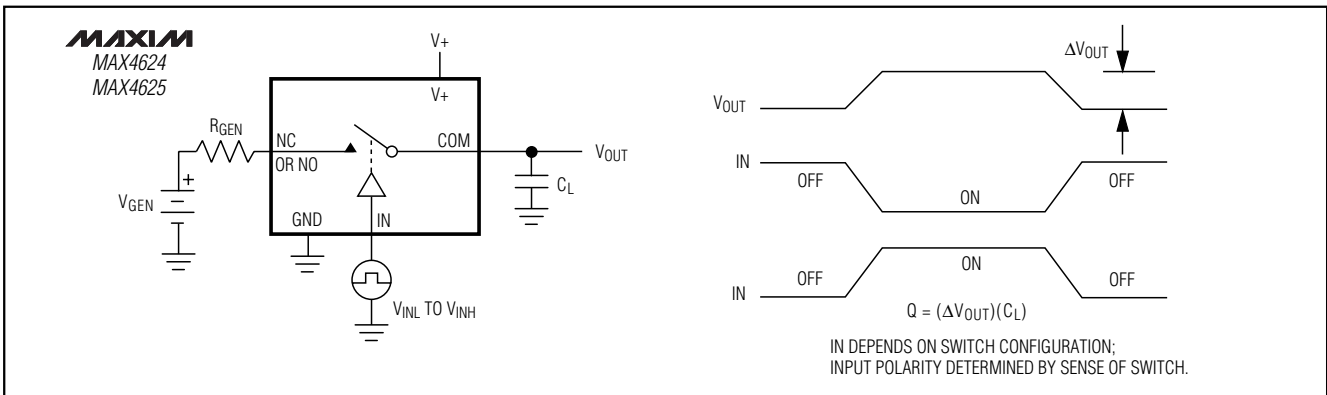 MAXIM
MAX4624
MAX4625
V+
V+
RGEN
NC
OR NO
COM
VOUT
CL
+
VGEN
GND
IN
VINL TO VINH
ΔVOUT
VOUT
IN
OFF
ON
OFF
IN
OFF
ON
OFF
Q = (ΔVOUT)(CL)
IN DEPENDS ON SWITCH CONFIGURATION;
INPUT POLARITY DETERMINED BY SENSE OF SWITCH.